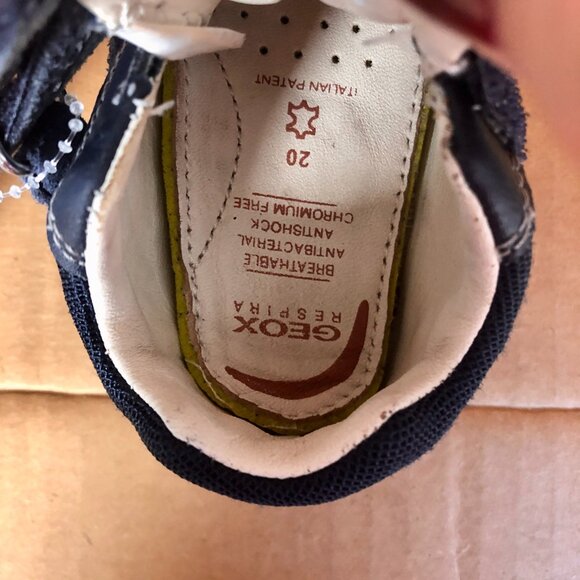 GEOX
RESPIRA
BREATHABLE
ANTIBACTERIAL
ANTISHOCK
CHROMIUM FREE
20
ITALIAN PATENT